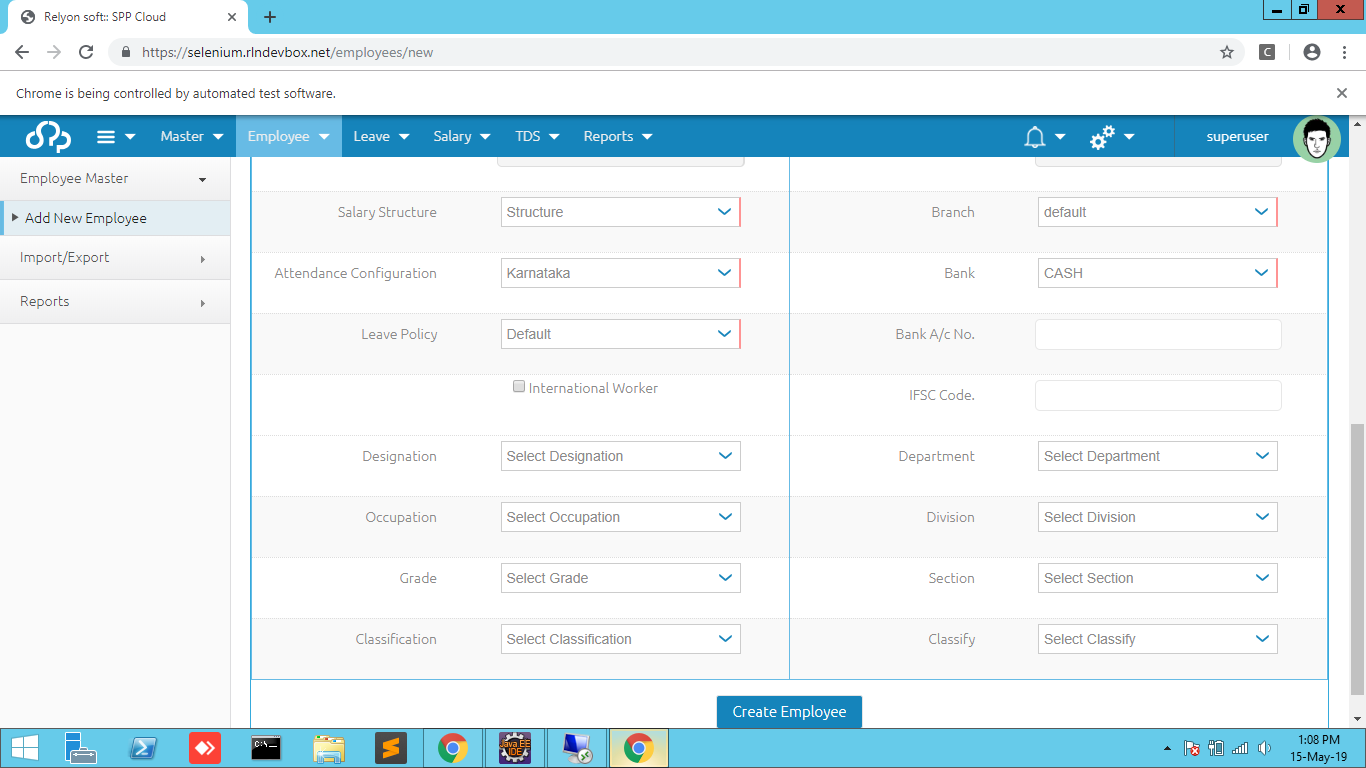 Relyon soft:: SPP Cloud
https://selenium.rlndevbox.net/employees/new
C
Chrome is being controlled by automated test software.
Spp Master Employee Leave Salary TDS Reports superuser
Employee Master
Add New Employee
Import/Export
Reports
Salary Structure Structure Branch default
Attendance Configuration Karnataka Bank CASH
Leave Policy Default Bank A/c No.
International Worker IFSC Code.
Designation Select Designation Department Select Department
Occupation Select Occupation Division Select Division
Grade Select Grade Section Select Section
Classification Select Classification Classify Select Classify
Create Employee
C:\_
Java EE
IDE
1:08 PM
15-May-19